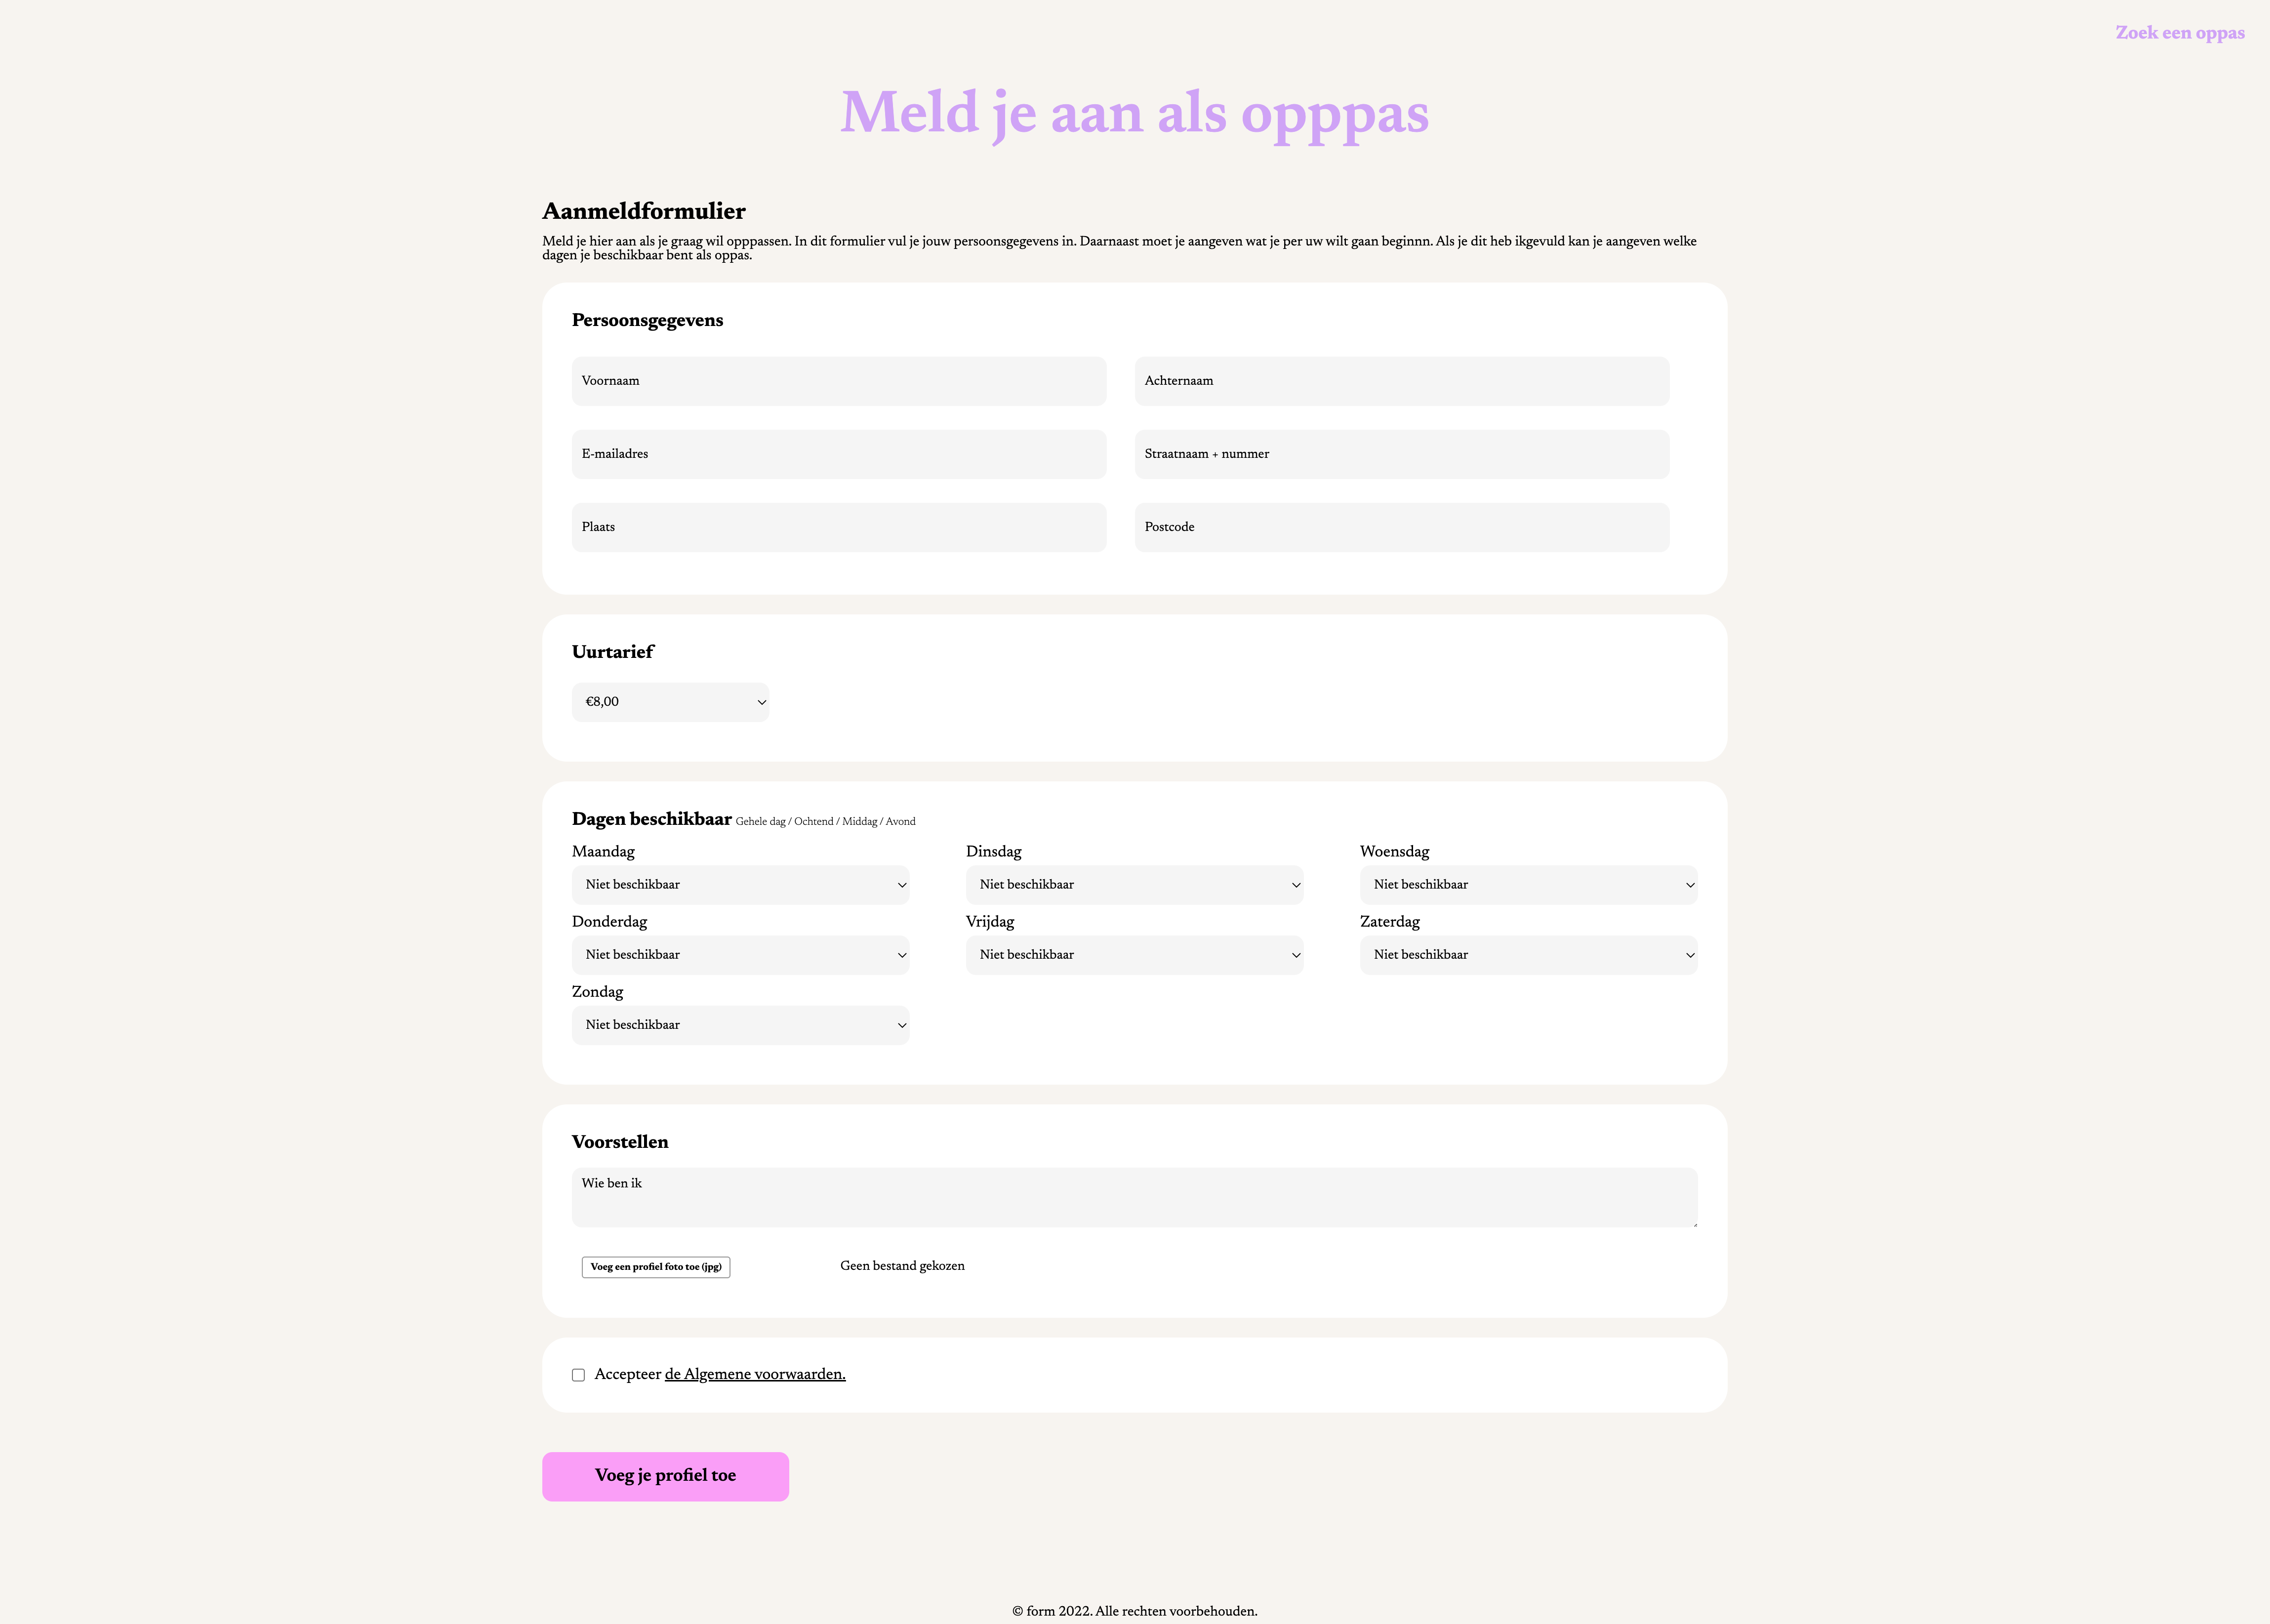 Zoek een oppas
Meld je aan als opppas
Aanmeldformulier
Meld je hier aan als je graag wil opppassen. In dit formulier vul je jouw persoonsgegevens in. Daarnaast moet je aangeven wat je per uw wilt gaan beginnn. Als je dit heb ikgevuld kan je aangeven welke
dagen je beschikbaar bent als oppas.
Persoonsgegevens
Voornaam
Achternaam
E-mailadres
Straatnaam + nummer
Plaats
Postcode
Uurtarief
€8,00
Dagen beschikbaar Gehele dag / Ochtend / Middag / Avond
Maandag
Dinsdag
Woensdag
Niet beschikbaar
Niet beschikbaar
Niet beschikbaar
Donderdag
Vrijdag
Zaterdag
Niet beschikbaar
Niet beschikbaar
Niet beschikbaar
Zondag
Niet beschikbaar
Voorstellen
Wie ben ik
Voeg een profiel foto toe (jpg)
Geen bestand gekozen
Accepteer de Algemene voorwaarden.
Voeg je profiel toe
© form 2022. Alle rechten voorbehouden.